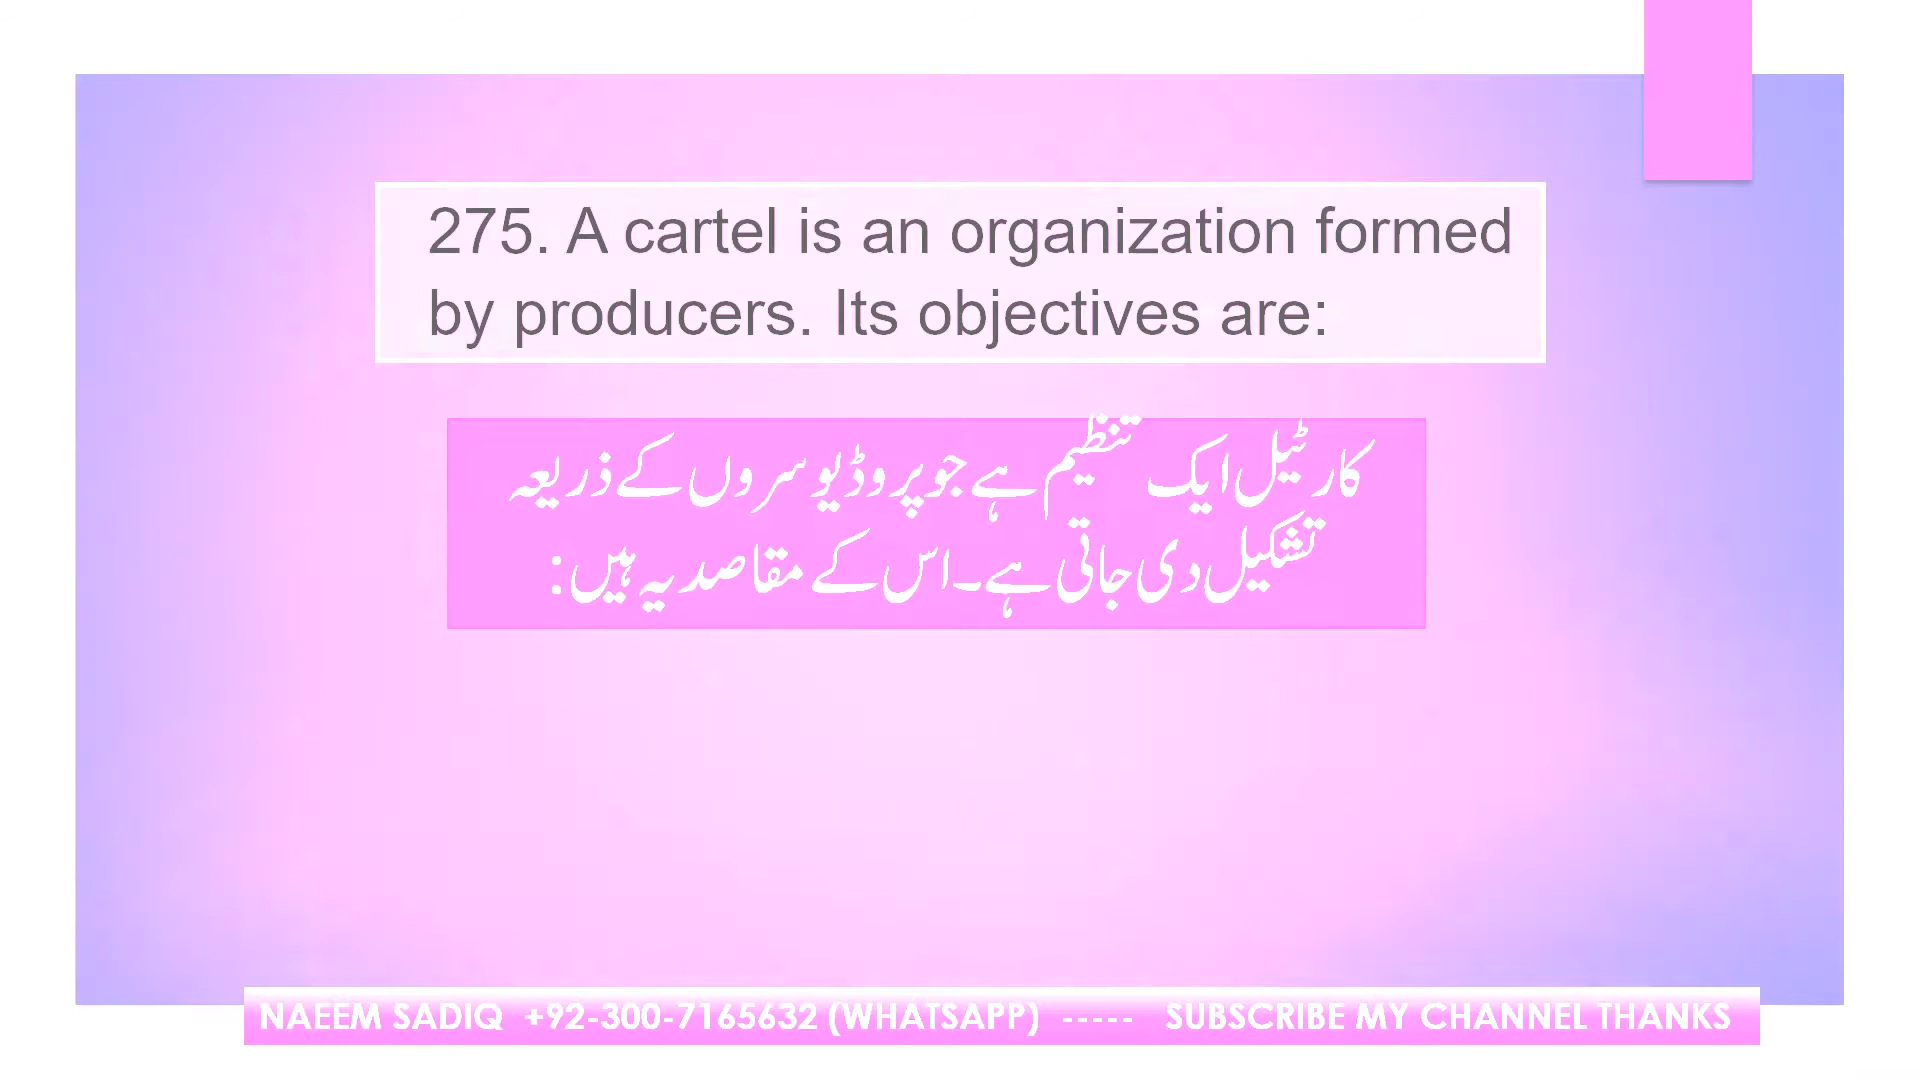 275. A cartel is an organization formed
by producers. Its objectives are:
کارٹیل ایک تنظیم ہے جو پروڈیوسروں کے ذریعہ
تشکیل دی جاتی ہے۔ اس کے مقاصد یہ ہیں:
NAEEM SADIQ +92-300-7165632 (WHATSAPP) ----- SUBSCRIBE MY CHANNEL THANKS